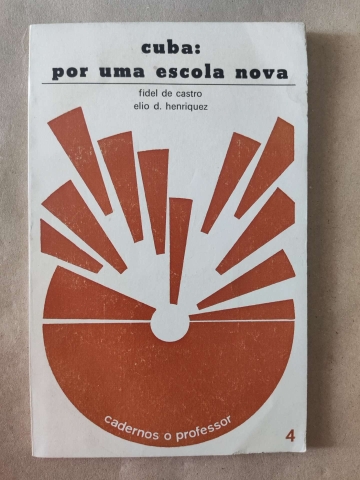 cuba:
por uma escola nova
fidel de castro
elio d. henriquez
cadernos o professor
4